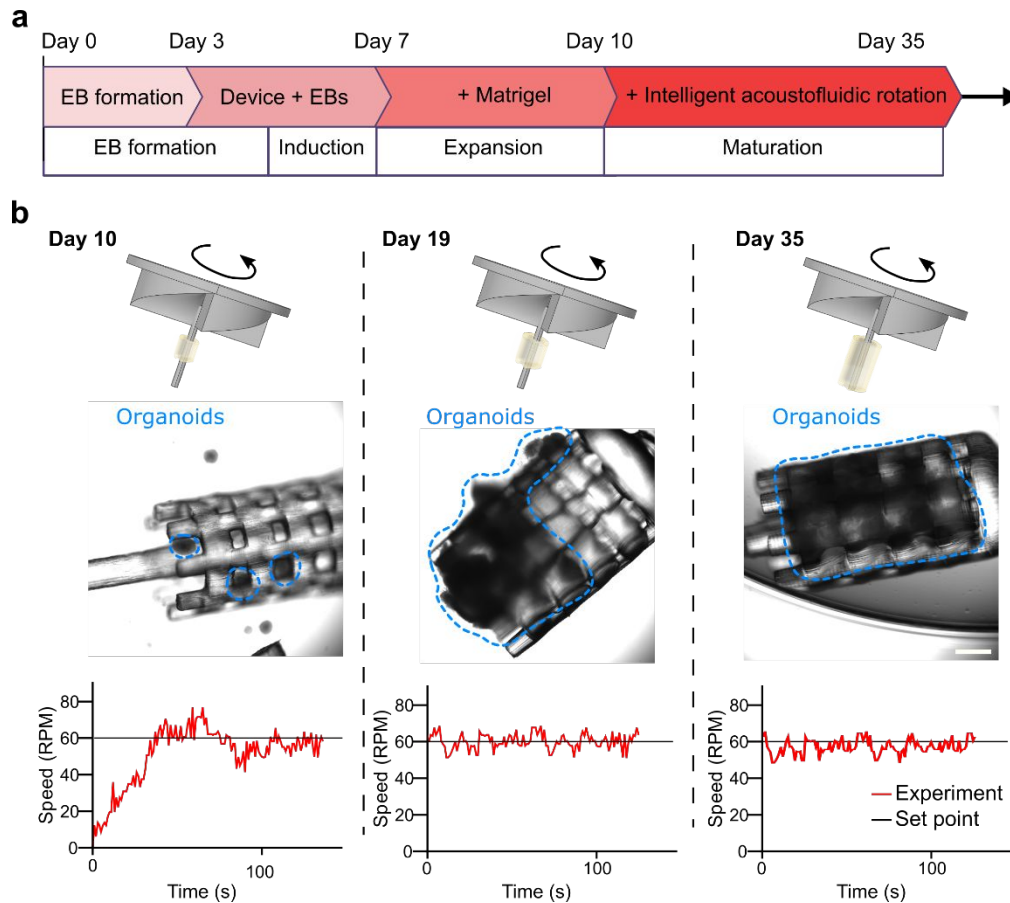 a
Day 0 Day 3 Day 7 Day 10 Day 35
EB formation Device + EBs + Matrigel + Intelligent acoustofluidic rotation
EB formation Induction Expansion Maturation
b
Day 10 Day 19 Day 35
Organoids Organoids Organoids
80 80 80
60 60 60
40 40 40
20 20 20
0 0 0
Speed (RPM) Speed (RPM) Speed (RPM)
Experiment
Set point
0 100 0 100 0 100
Time (s) Time (s) Time (s)